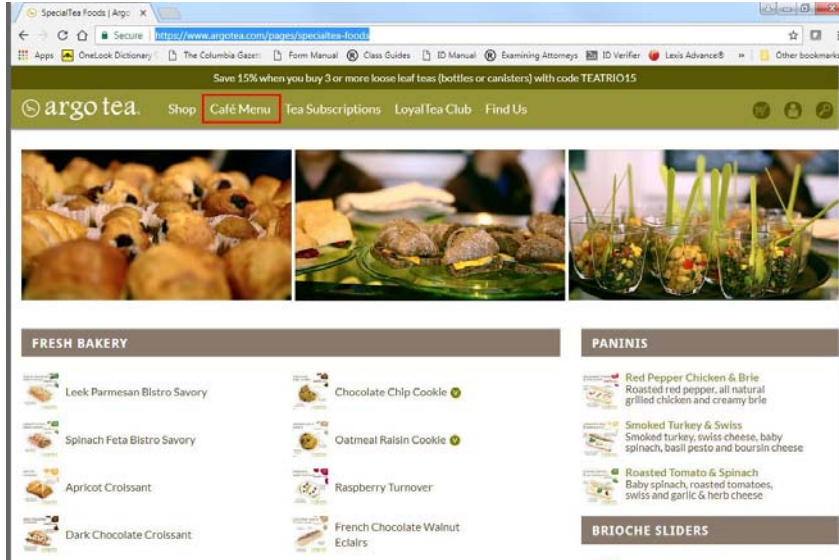 SpecialTea Foods | Argo
Secure | https://www.argotea.com/pages/specialtea-foods
Apps OneLook Dictionary The Columbia Gazett Form Manual Class Guides ID Manual Examining Attorneys ID Verifier Lexis Advance® » Other bookmarks
Save 15% when you buy 3 or more loose leaf teas (bottles or canisters) with code TEATRIO15
argo tea. Shop Café Menu Tea Subscriptions LoyalTea Club Find Us
FRESH BAKERY
Leek Parmesan Bistro Savory
Chocolate Chip Cookie V
Spinach Feta Bistro Savory
Oatmeal Raisin Cookie V
Apricot Croissant
Raspberry Turnover
Dark Chocolate Croissant
French Chocolate Walnut
Eclairs
PANINIS
Red Pepper Chicken & Brie
Roasted red pepper, all natural
grilled chicken and creamy brie
Smoked Turkey & Swiss
Smoked turkey, swiss cheese, baby
spinach, basil pesto and boursin cheese
Roasted Tomato & Spinach
Baby spinach, roasted tomatoes,
swiss and garlic & herb cheese
BRIOCHE SLIDERS